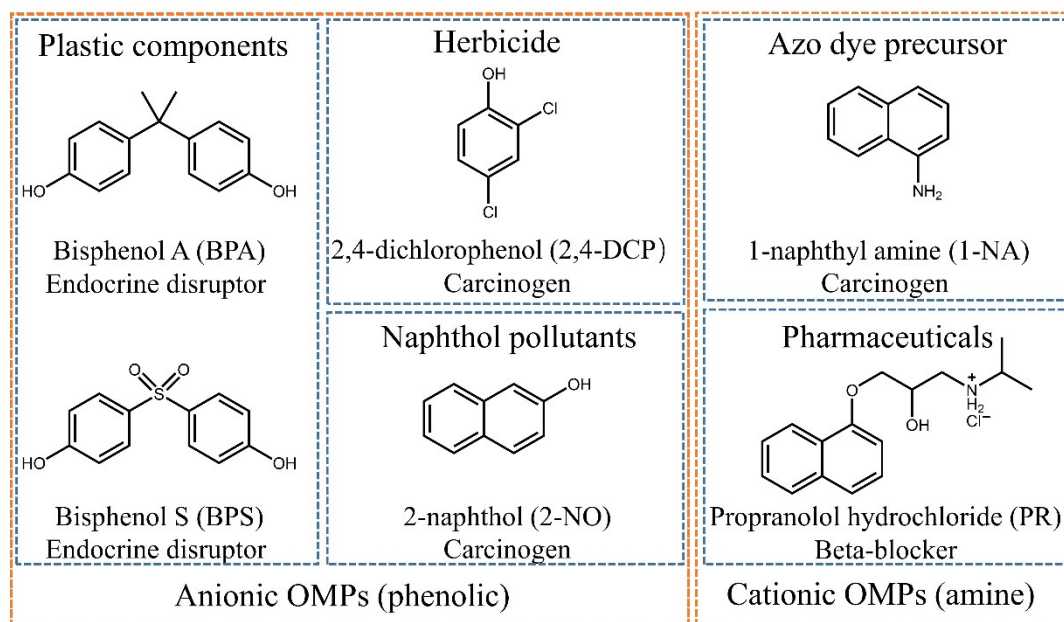 Plastic components
HO
OH
Bisphenol A (BPA)
Endocrine disruptor
O O
S
HO
OH
Bisphenol S (BPS)
Endocrine disruptor
Herbicide
OH
Cl
Cl
2,4-dichlorophenol (2,4-DCP)
Carcinogen
Naphthol pollutants
OH
2-naphthol (2-NO)
Carcinogen
Anionic OMPs (phenolic)
Azo dye precursor
NH₂
1-naphthyl amine (1-NA)
Carcinogen
Pharmaceuticals
O
OH
+
N
H₂
Cl⁻
Propranolol hydrochloride (PR)
Beta-blocker
Cationic OMPs (amine)